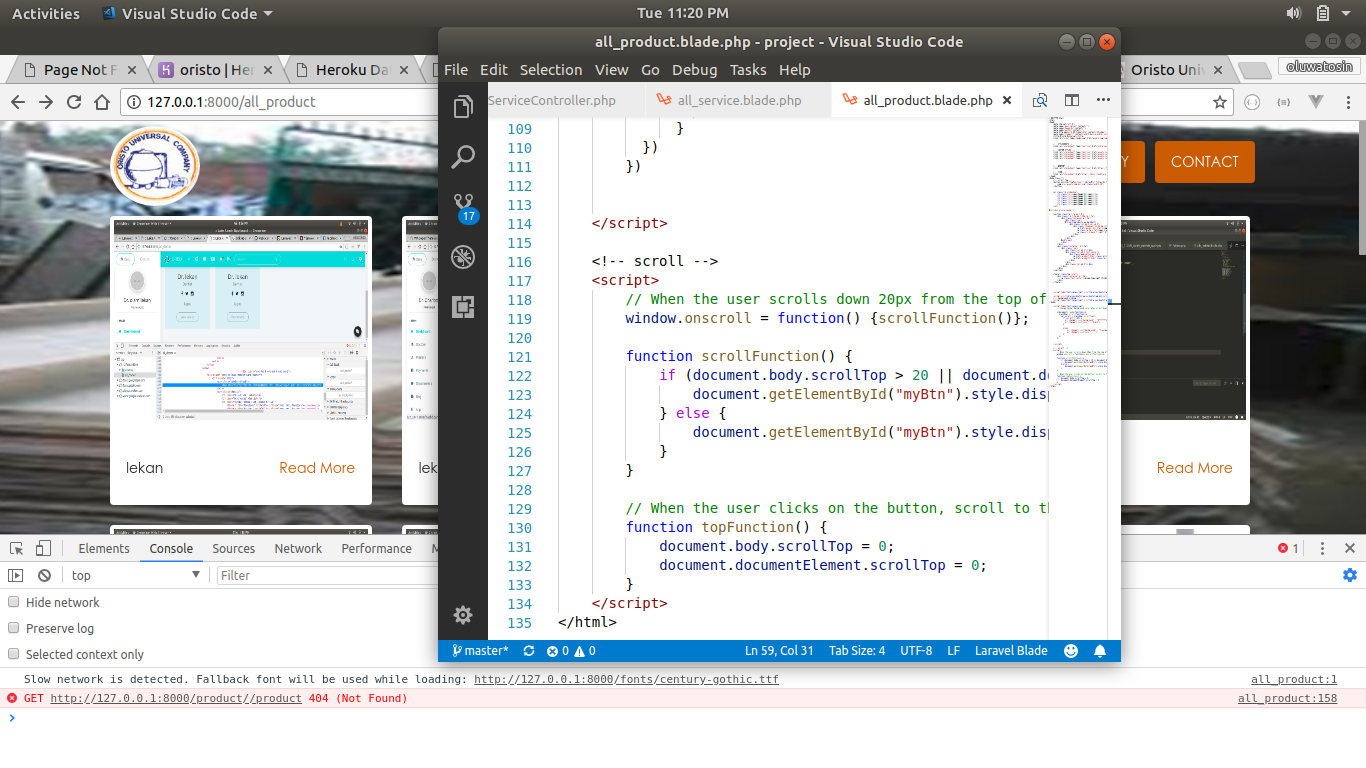 Activities
Visual Studio Code
Tue 11:20 PM
all_product.blade.php - project - Visual Studio Code
File Edit Selection View Go Debug Tasks Help
Page Not F
oristo | Her
Heroku Da
Oristo Univ
oluwatosin
127.0.0.1:8000/all_product
ServiceController.php
all_service.blade.php
all_product.blade.php
ORISTO UNIVERSAL COMPANY
Y
CONTACT
17
109 }
110 })
111 })
112
113
114 </script>
115
116 <!-- scroll -->
117 <script>
118 // When the user scrolls down 20px from the top of
119 window.onscroll = function() {scrollFunction()};
120
121 function scrollFunction() {
122 if (document.body.scrollTop > 20 || document.do
123 document.getElementById("myBtn").style.disp
124 } else {
125 document.getElementById("myBtn").style.disp
126 }
127 }
128
129 // When the user clicks on the button, scroll to th
130 function topFunction() {
131 document.body.scrollTop = 0;
132 document.documentElement.scrollTop = 0;
133 }
134 </script>
135 </html>
Dr. lekan
Dr. lekan
lekan
Read More
lek
Read More
master*
0
0
Ln 59, Col 31
Tab Size: 4
UTF-8
LF
Laravel Blade
Elements
Console
Sources
Network
Performance
M
1
top
Filter
Hide network
Preserve log
Selected context only
Slow network is detected. Fallback font will be used while loading: http://127.0.0.1:8000/fonts/century-gothic.ttf
all_product:1
GET http://127.0.0.1:8000/product//product 404 (Not Found)
all_product:158